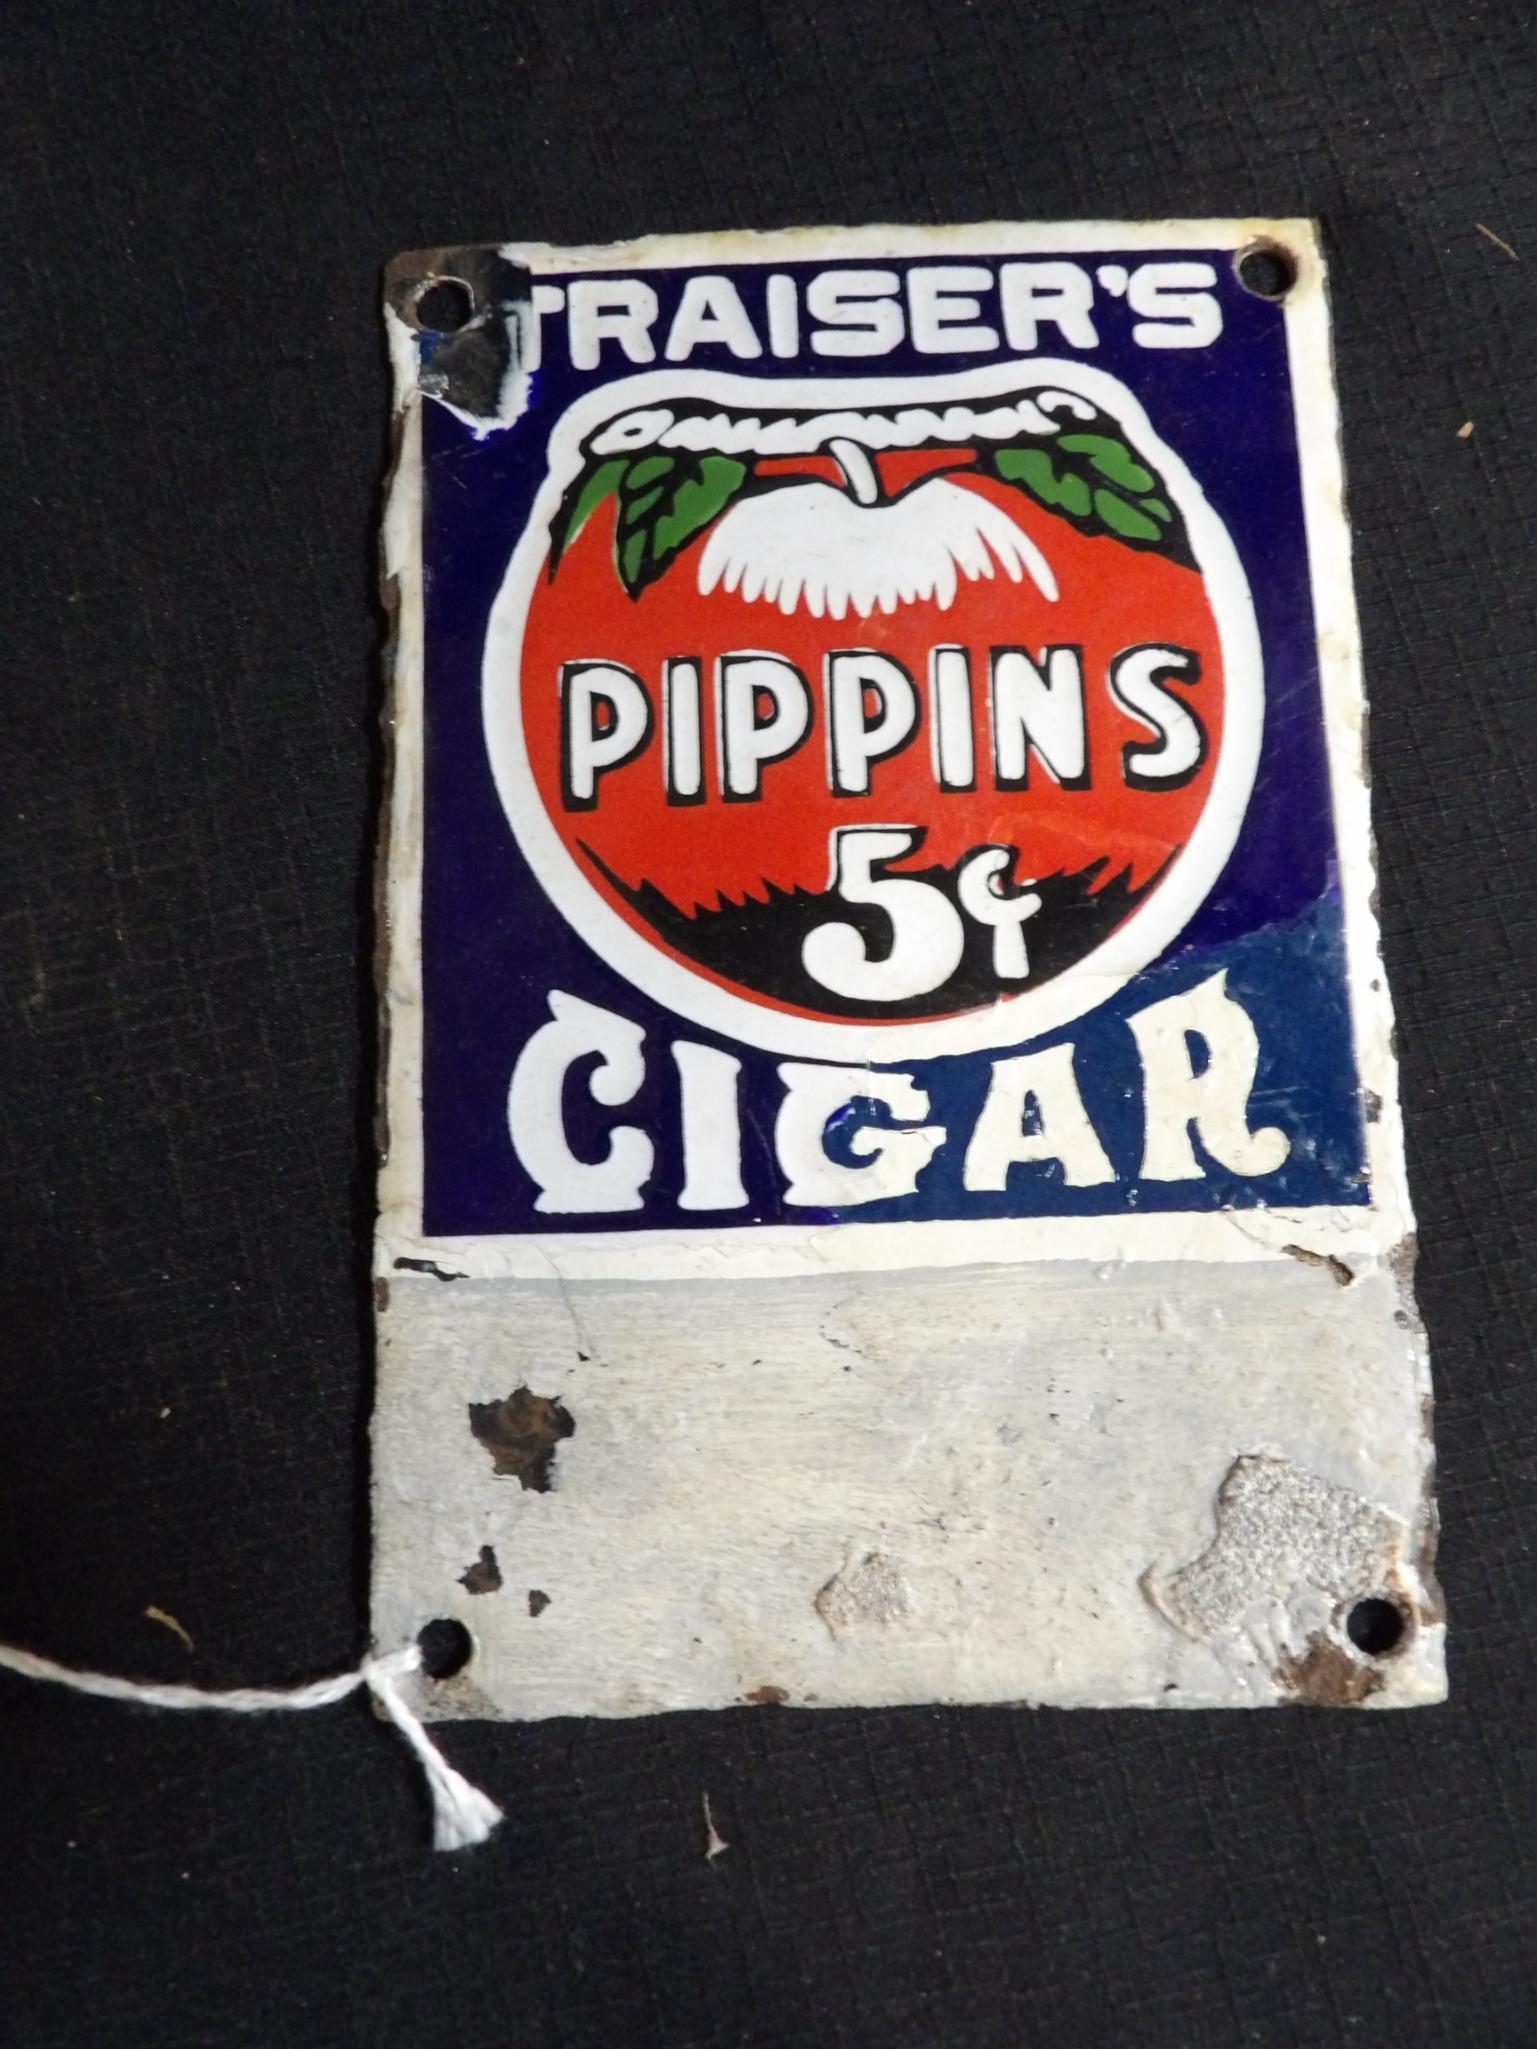 TRAISER'S
PIPPINS
5¢
CIGAR